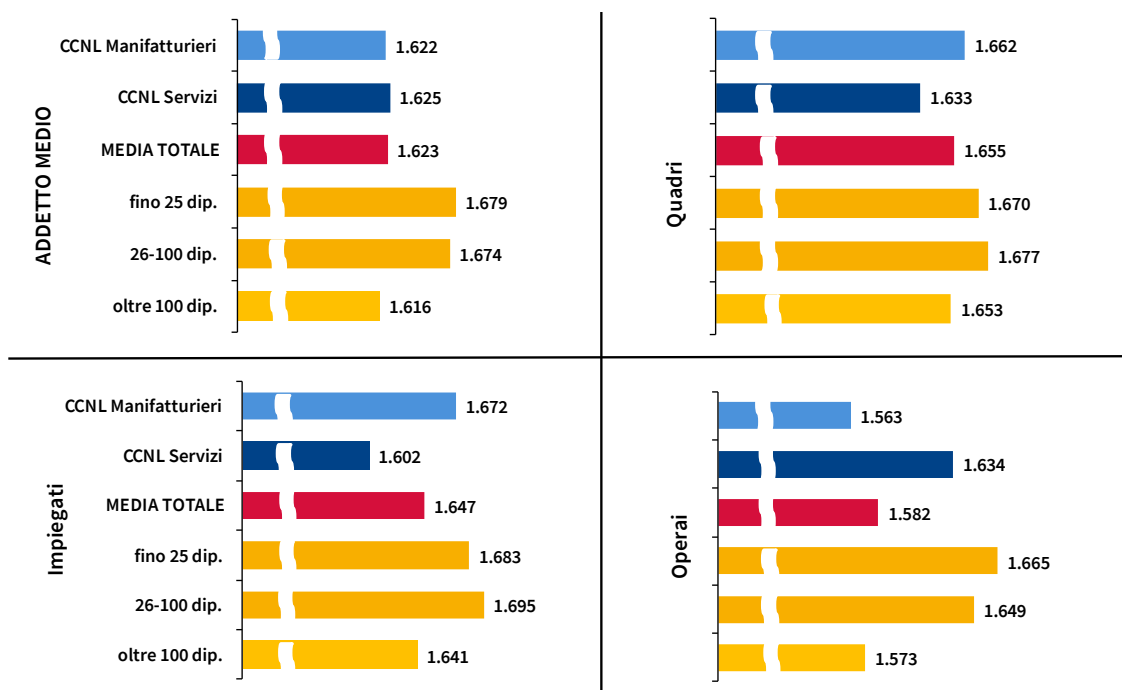 ADDETTO MEDIO
CCNL Manifatturieri 1.622
CCNL Servizi 1.625
MEDIA TOTALE 1.623
fino 25 dip. 1.679
26-100 dip. 1.674
oltre 100 dip. 1.616
Quadri
1.662
1.633
1.655
1.670
1.677
1.653
Impiegati
CCNL Manifatturieri 1.672
CCNL Servizi 1.602
MEDIA TOTALE 1.647
fino 25 dip. 1.683
26-100 dip. 1.695
oltre 100 dip. 1.641
Operai
1.563
1.634
1.582
1.665
1.649
1.573